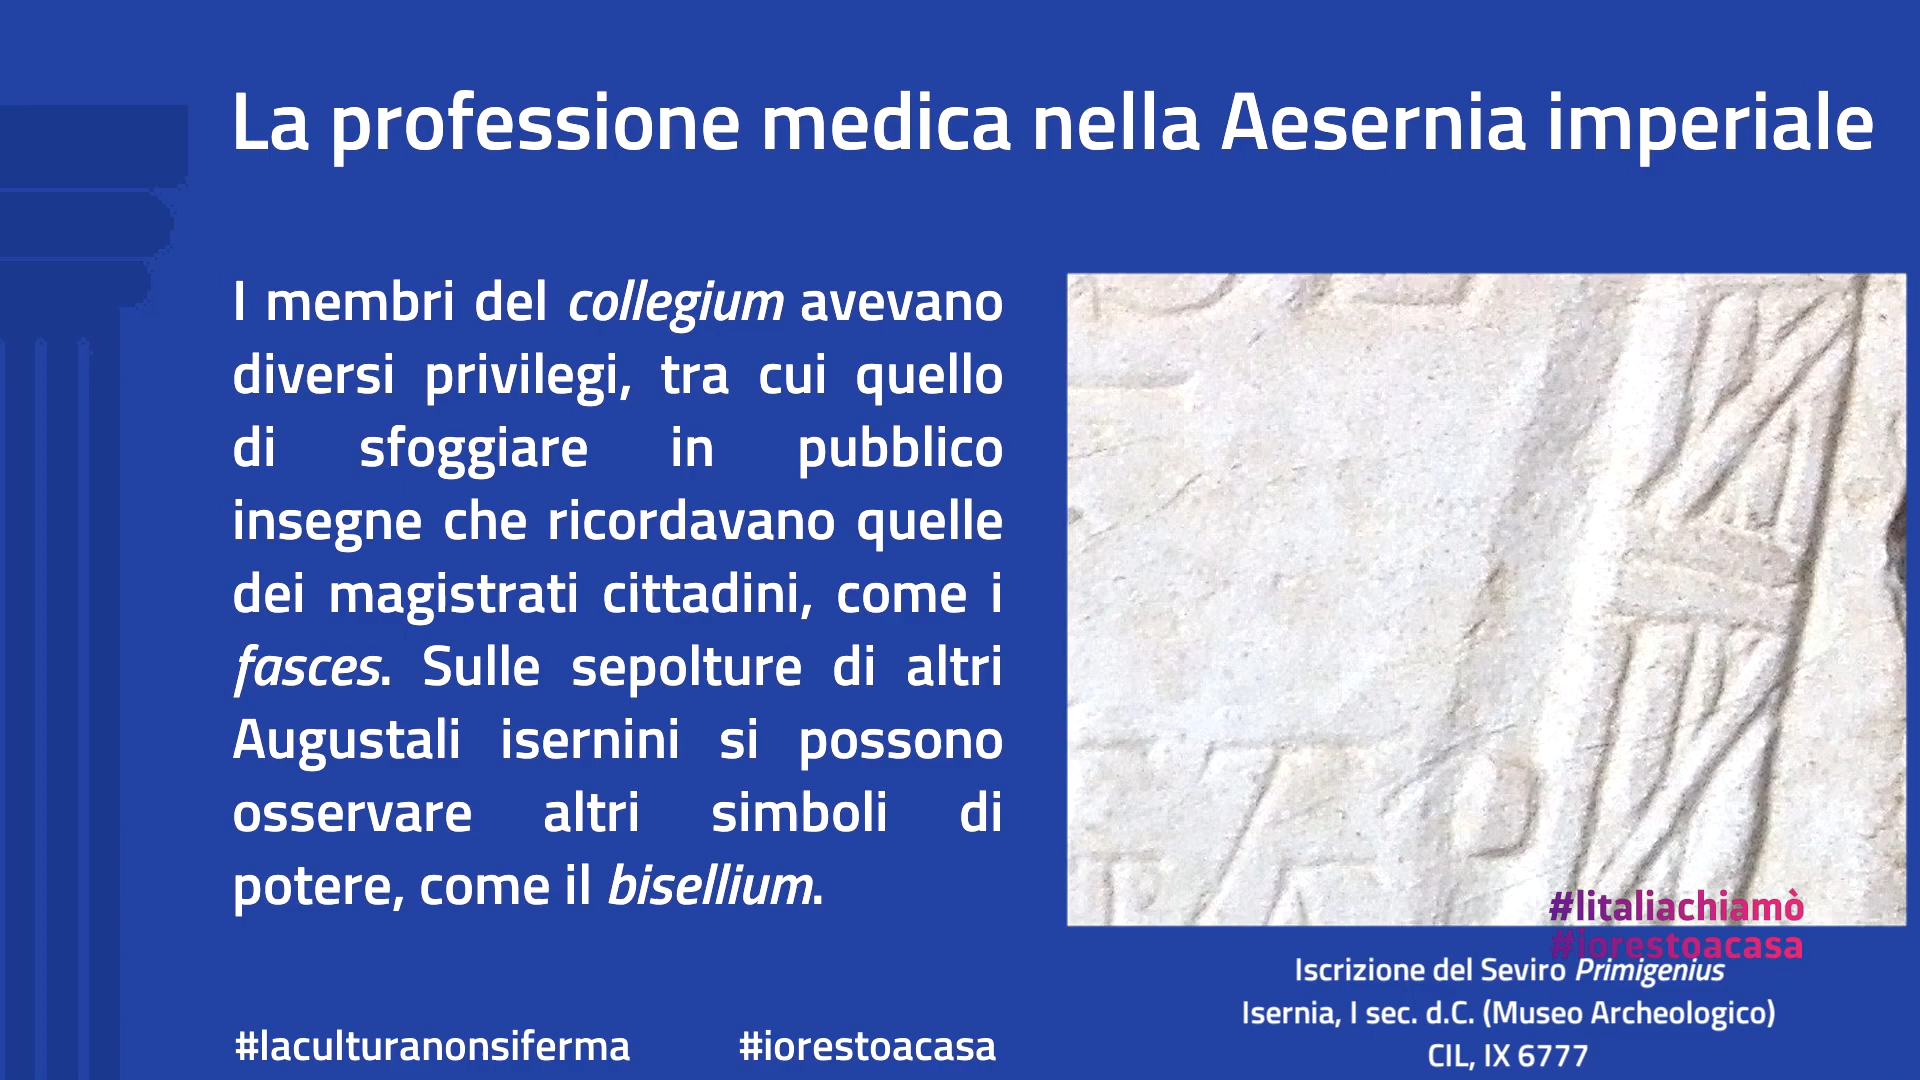 La professione medica nella Aesernia imperiale
I membri del collegium avevano
diversi privilegi, tra cui quello
di sfoggiare in pubblico
insegne che ricordavano quelle
dei magistrati cittadini, come i
fasces. Sulle sepolture di altri
Augustali isernini si possono
osservare altri simboli di
potere, come il bisellium.
#litaliachiamò
#iorestoacasa
Iscrizione del Seviro Primigenius
Isernia, I sec. d.C. (Museo Archeologico)
CIL, IX 6777
#laculturanonsiferma #iorestoacasa